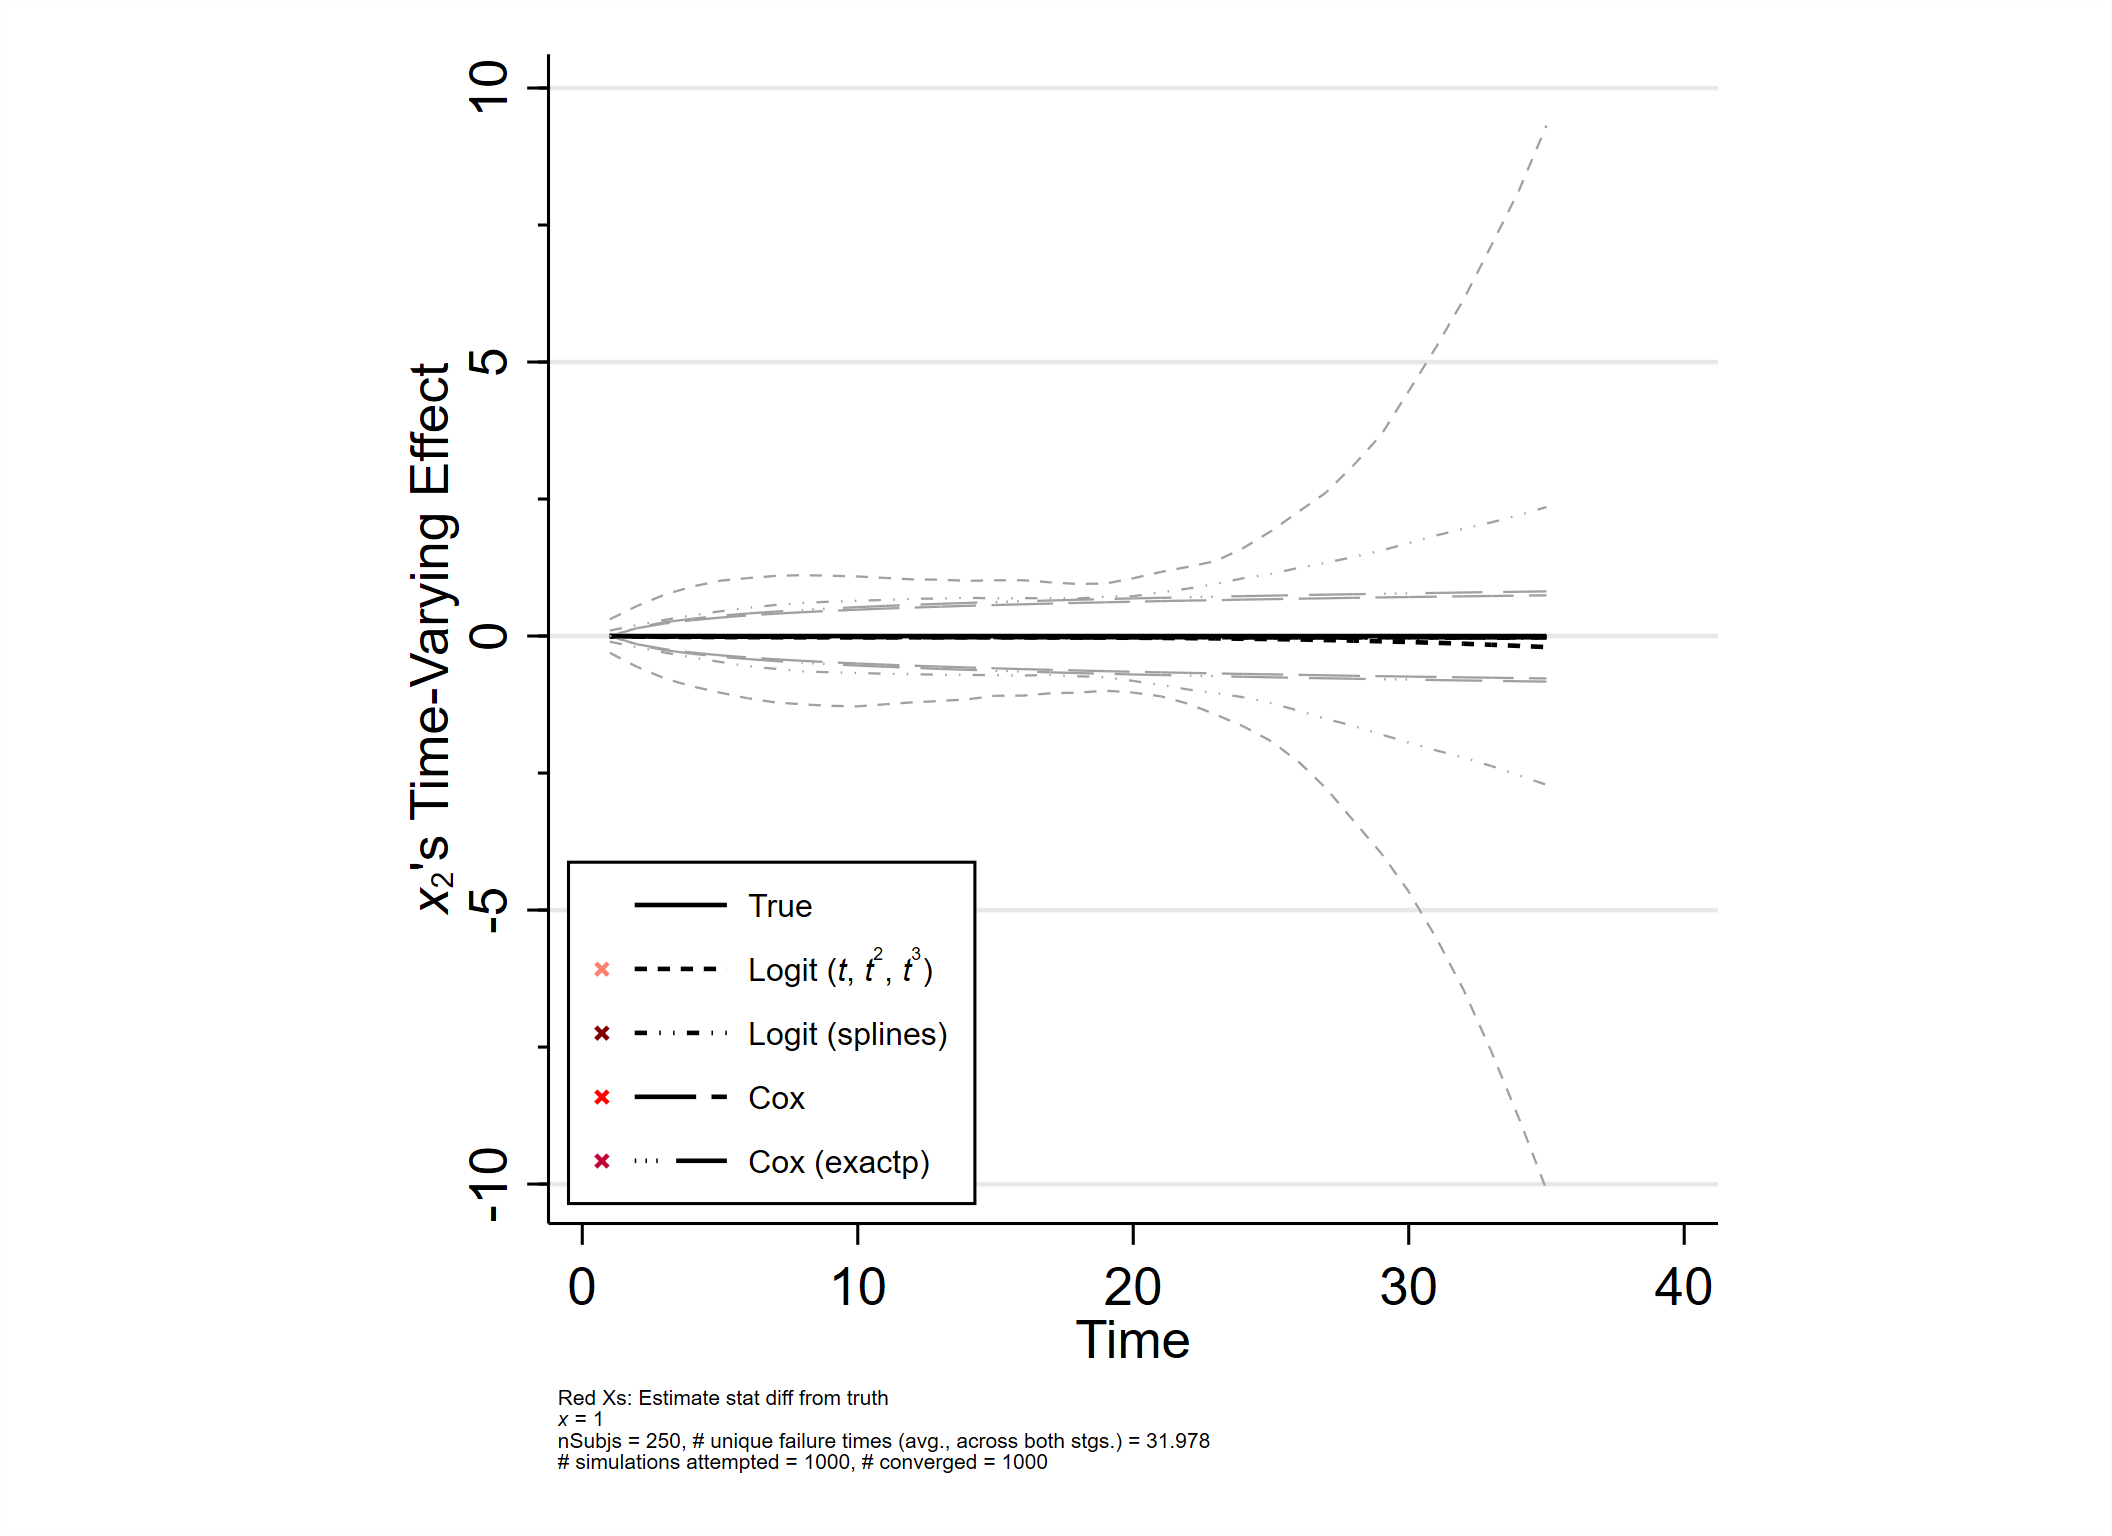 10
5
0
-5
-10
x₂'s Time-Varying Effect
True
Logit (t, t², t³)
Logit (splines)
Cox
Cox (exactp)
0 10 20 30 40
Time
Red Xs: Estimate stat diff from truth
x = 1
nSubjs = 250, # unique failure times (avg., across both stgs.) = 31.978
# simulations attempted = 1000, # converged = 1000